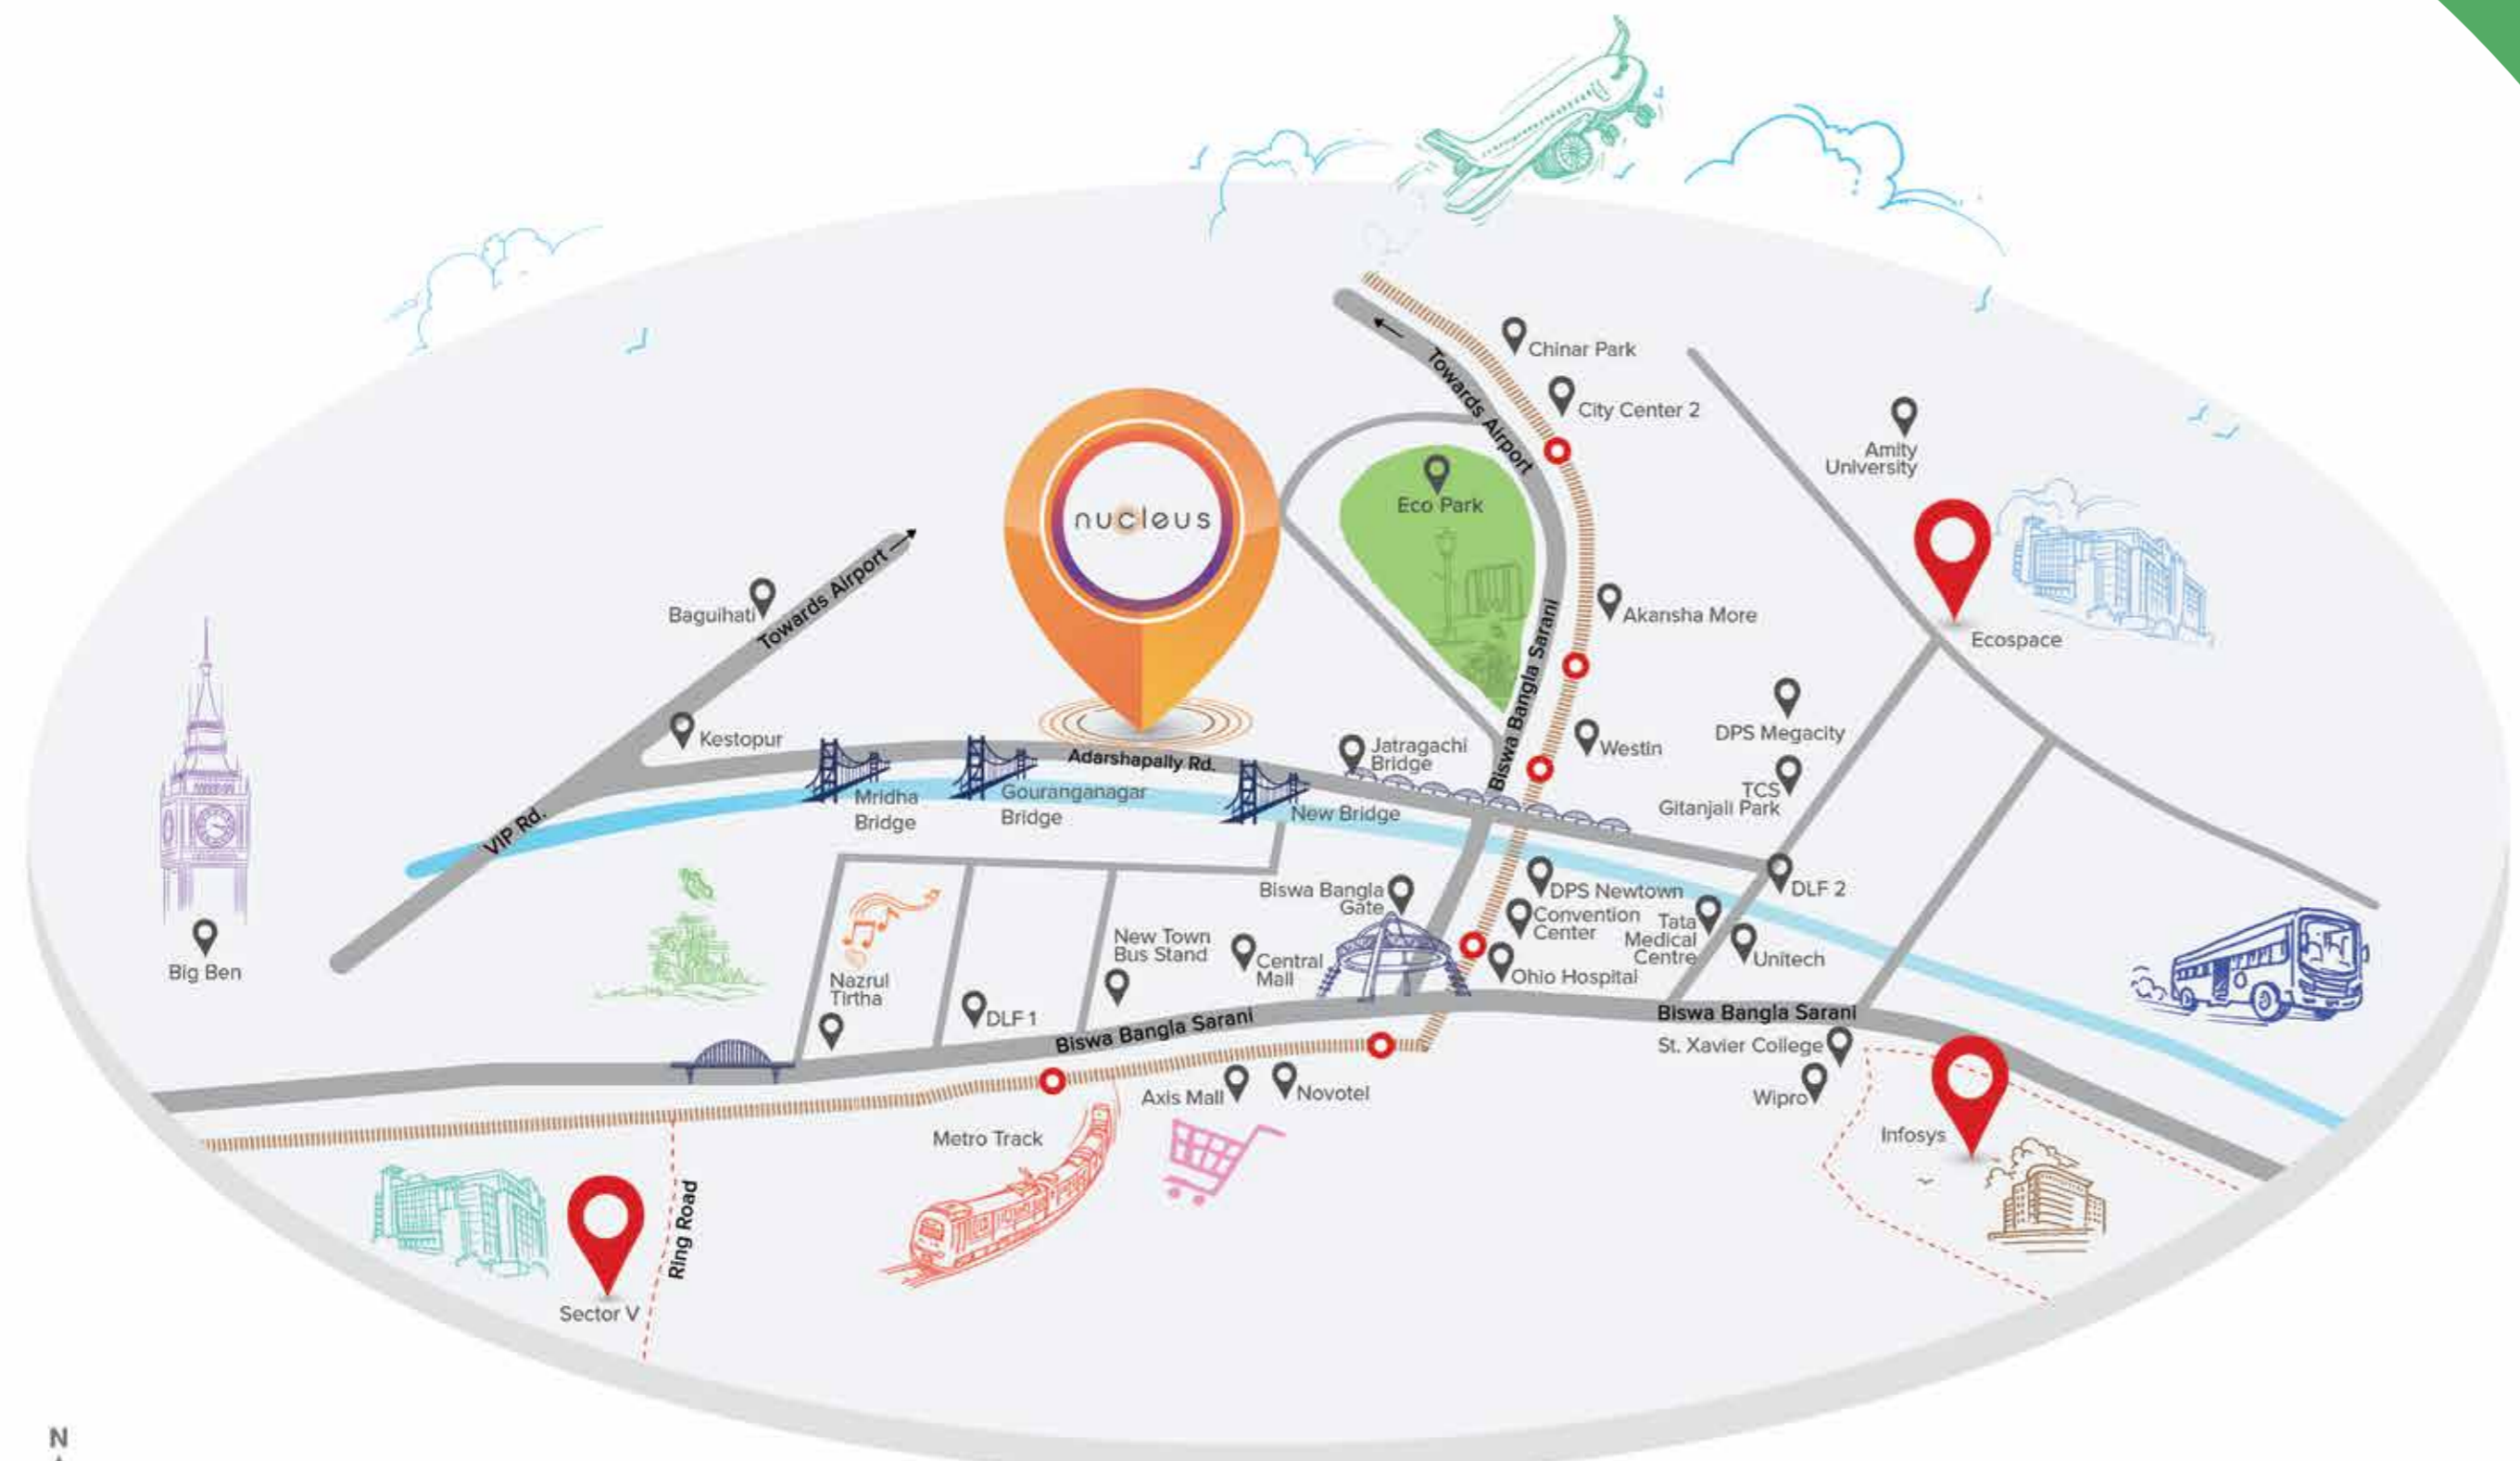 Chinar Park
City Center 2
Towards Airport
Amity
University
nucleus
Eco Park
Baguihati
Towards Airport
Akansha More
Ecospace
Biswa Bangla Sarani
Kestopur
DPS Megacity
Adarshapally Rd.
Jatragachi
Bridge
Westin
TCS
Gitanjali Park
Mridha
Bridge
Gouranganagar
Bridge
New Bridge
VIP Rd.
Biswa Bangla
Gate
DPS Newtown
DLF 2
Convention
Center
Tata
Medical
Centre
Unitech
New Town
Bus Stand
Central
Mall
Ohio Hospital
Big Ben
Nazrul
Tirtha
DLF 1
Biswa Bangla Sarani
Biswa Bangla Sarani
St. Xavier College
Axis Mall
Novotel
Wipro
Metro Track
Infosys
Ring Road
Sector V
N